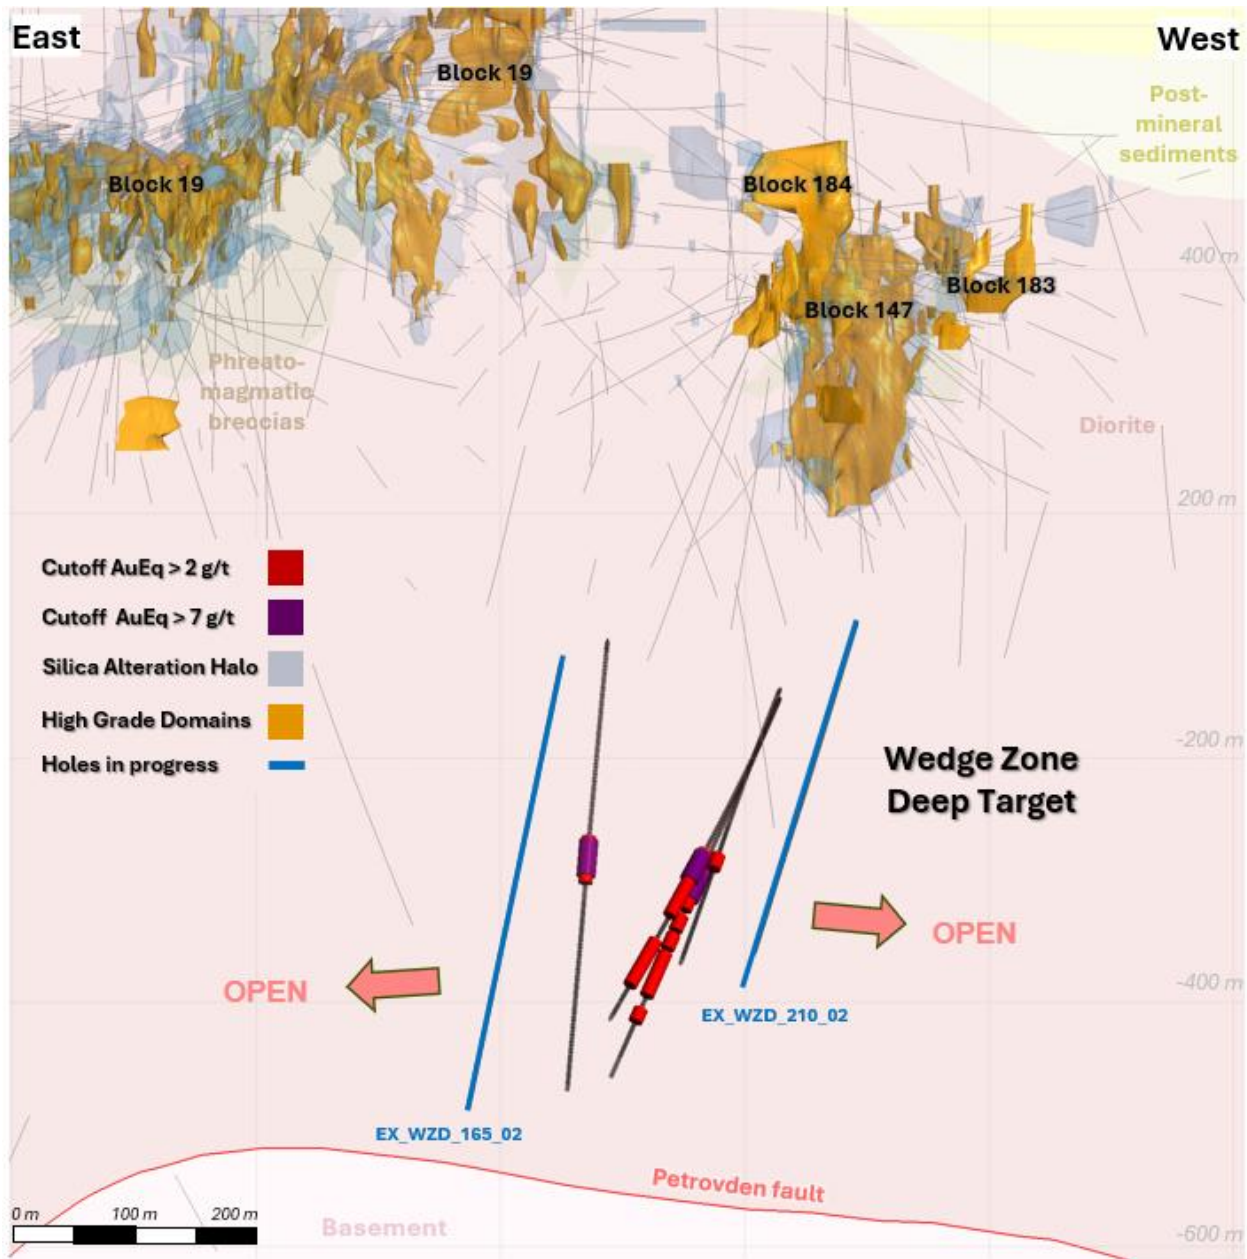 East
West
Block 19
Post-
mineral
sediments
Block 19
Block 184
400 m
Block 183
Block 147
Phreato-
magmatic
breccias
Diorite
200 m
Cutoff AuEq > 2 g/t
Cutoff AuEq > 7 g/t
Silica Alteration Halo
High Grade Domains
Holes in progress
-200 m
Wedge Zone
Deep Target
OPEN
OPEN
-400 m
EX_WZD_210_02
EX_WZD_165_02
Petrovden fault
0 m 100 m 200 m
Basement
-600 m